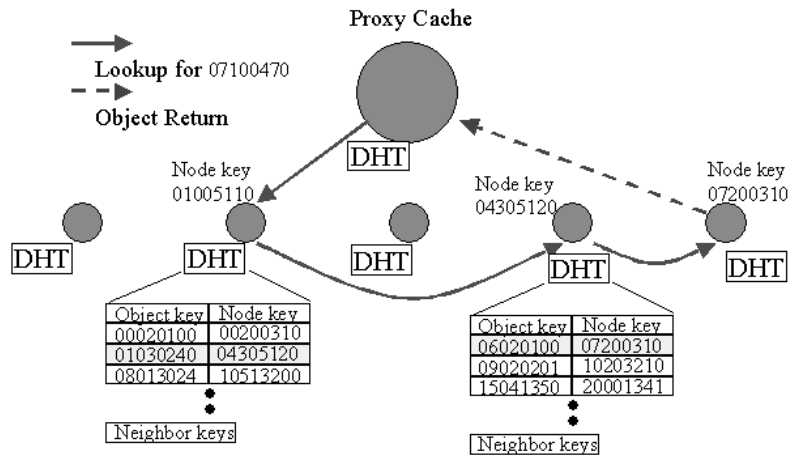 Proxy Cache
Lookup for 07100470
Object Return
DHT
Node key
01005110
Node key
04305120
Node key
07200310
DHT
DHT
DHT
DHT
DHT
Object key Node key
00020100 00200310
01030240 04305120
08013024 10513200
Neighbor keys
Object key Node key
06020100 07200310
09020201 10203210
15041350 20001341
Neighbor keys